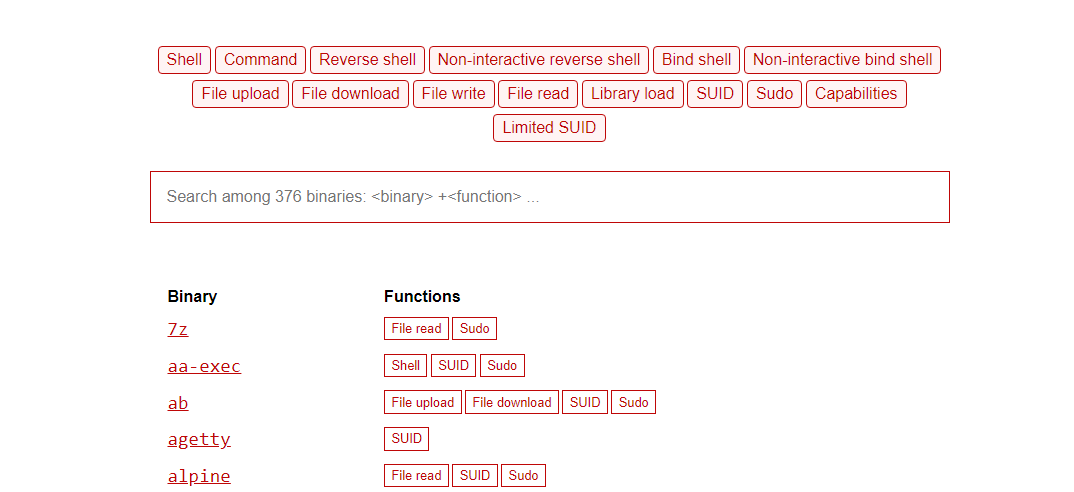 Shell Command Reverse shell Non-interactive reverse shell Bind shell Non-interactive bind shell
File upload File download File write File read Library load SUID Sudo Capabilities
Limited SUID
Search among 376 binaries: <binary> +<function> ...
Binary Functions
7z File read Sudo
aa-exec Shell SUID Sudo
ab File upload File download SUID Sudo
agetty SUID
alpine File read SUID Sudo